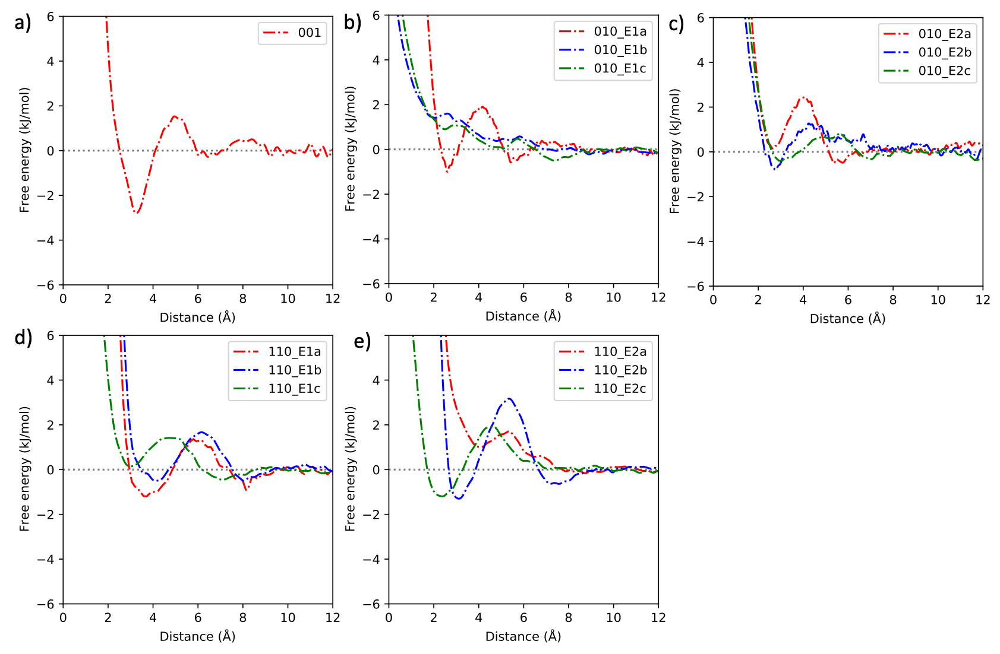 a)
001
Free energy (kJ/mol)
6
4
2
0
−2
−4
−6
0 2 4 6 8 10 12
Distance (Å)
b)
010_E1a
010_E1b
010_E1c
Free energy (kJ/mol)
6
4
2
0
−2
−4
−6
0 2 4 6 8 10 12
Distance (Å)
c)
010_E2a
010_E2b
010_E2c
Free energy (kJ/mol)
6
4
2
0
−2
−4
−6
0 2 4 6 8 10 12
Distance (Å)
d)
110_E1a
110_E1b
110_E1c
Free energy (kJ/mol)
6
4
2
0
−2
−4
−6
0 2 4 6 8 10 12
Distance (Å)
e)
110_E2a
110_E2b
110_E2c
Free energy (kJ/mol)
4
2
0
−2
−4
−6
0 2 4 6 8 10 12
Distance (Å)